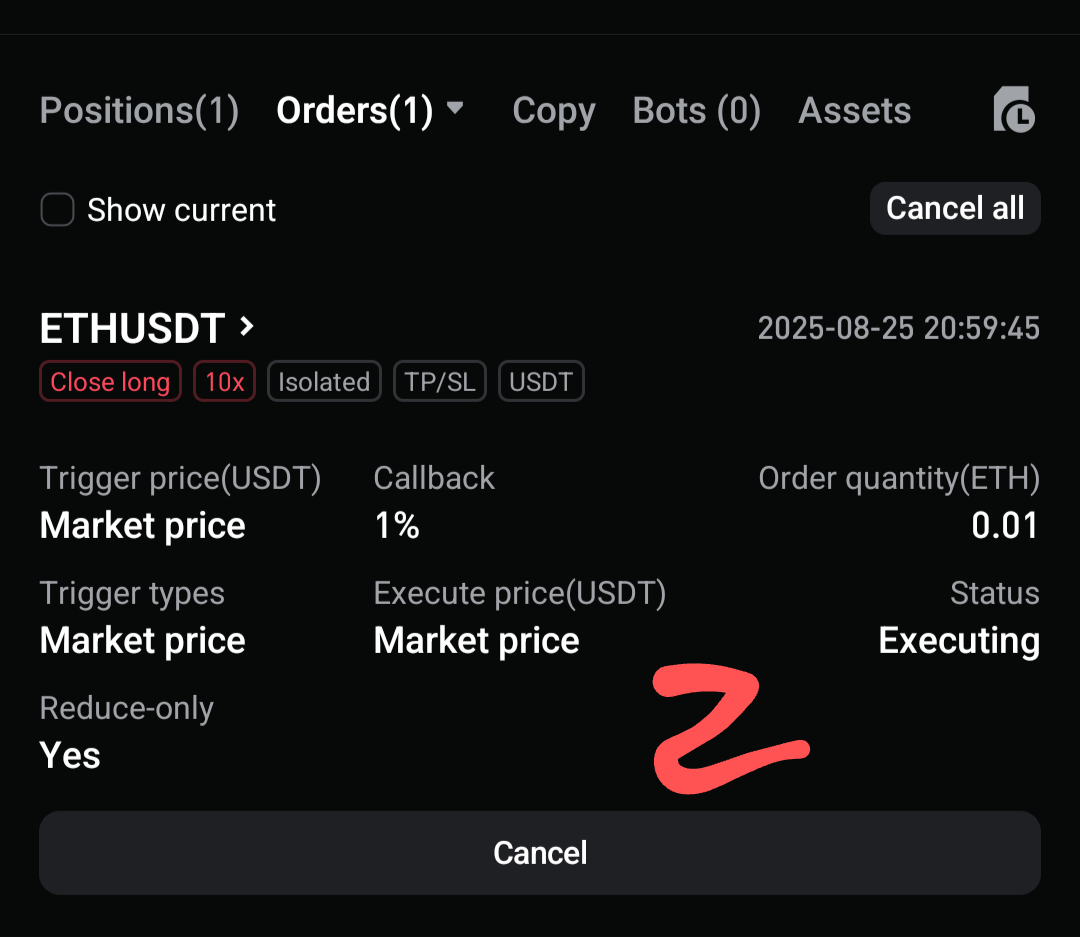 Positions(1) Orders(1) Copy Bots (0) Assets
Show current Cancel all
ETHUSDT 2025-08-25 20:59:45
Close long 10x Isolated TP/SL USDT
Trigger price(USDT) Callback Order quantity(ETH)
Market price 1% 0.01
Trigger types Execute price(USDT) Status
Market price Market price Executing
Reduce-only
Yes
2
Cancel